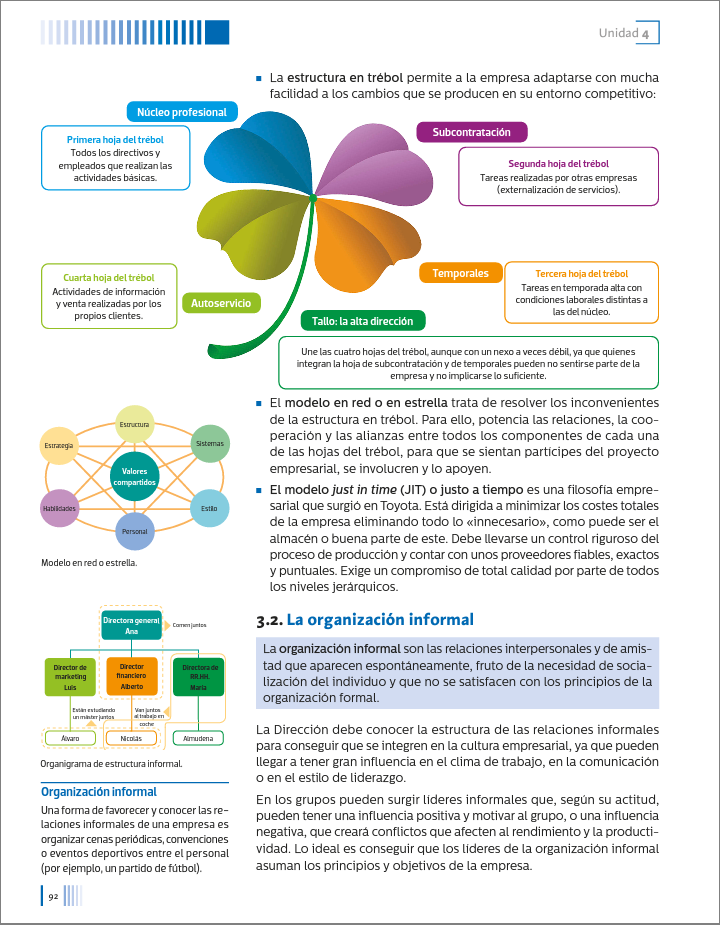 Unidad 4
■ La estructura en trébol permite a la empresa adaptarse con mucha
facilidad a los cambios que se producen en su entorno competitivo:
Núcleo profesional
Primera hoja del trébol
Todos los directivos y
empleados que realizan las
actividades básicas.
Subcontratación
Segunda hoja del trébol
Tareas realizadas por otras empresas
(externalización de servicios).
Cuarta hoja del trébol
Actividades de información
y venta realizadas por los
propios clientes.
Autoservicio
Temporales
Tercera hoja del trébol
Tareas en temporada alta con
condiciones laborales distintas a
las del núcleo.
Tallo: la alta dirección
Une las cuatro hojas del trébol, aunque con un nexo a veces débil, ya que quienes
integran la hoja de subcontratación y de temporales pueden no sentirse parte de la
empresa y no implicarse lo suficiente.
■ El modelo en red o en estrella trata de resolver los inconvenientes
de la estructura en trébol. Para ello, potencia las relaciones, la coo-
peración y las alianzas entre todos los componentes de cada una
de las hojas del trébol, para que se sientan partícipes del proyecto
empresarial, se involucren y lo apoyen.
■ El modelo just in time (JIT) o justo a tiempo es una filosofía empre-
sarial que surgió en Toyota. Está dirigida a minimizar los costes totales
de la empresa eliminando todo lo «innecesario», como puede ser el
almacén o buena parte de este. Debe llevarse un control riguroso del
proceso de producción y contar con unos proveedores fiables, exactos
y puntuales. Exige un compromiso de total calidad por parte de todos
los niveles jerárquicos.
Estructura
Estrategia
Sistemas
Valores
compartidos
Habilidades
Estilo
Personal
Modelo en red o estrella.
3.2. La organización informal
La organización informal son las relaciones interpersonales y de amis-
tad que aparecen espontáneamente, fruto de la necesidad de socia-
lización del individuo y que no se satisfacen con los principios de la
organización formal.
La Dirección debe conocer la estructura de las relaciones informales
para conseguir que se integren en la cultura empresarial, ya que pueden
llegar a tener gran influencia en el clima de trabajo, en la comunicación
o en el estilo de liderazgo.
En los grupos pueden surgir líderes informales que, según su actitud,
pueden tener una influencia positiva y motivar al grupo, o una influencia
negativa, que creará conflictos que afecten al rendimiento y la producti-
vidad. Lo ideal es conseguir que los líderes de la organización informal
asuman los principios y objetivos de la empresa.
Directora general
Ana
Comen juntos
Director de
marketing
Luis
Director
financiero
Alberto
Directora de
RR.HH.
María
Están estudiando
un máster juntos
Van juntos
al trabajo en
coche
Álvaro
Nicolás
Almudena
Organigrama de estructura informal.
Organización informal
Una forma de favorecer y conocer las re-
laciones informales de una empresa es
organizar cenas periódicas, convenciones
o eventos deportivos entre el personal
(por ejemplo, un partido de fútbol).
92